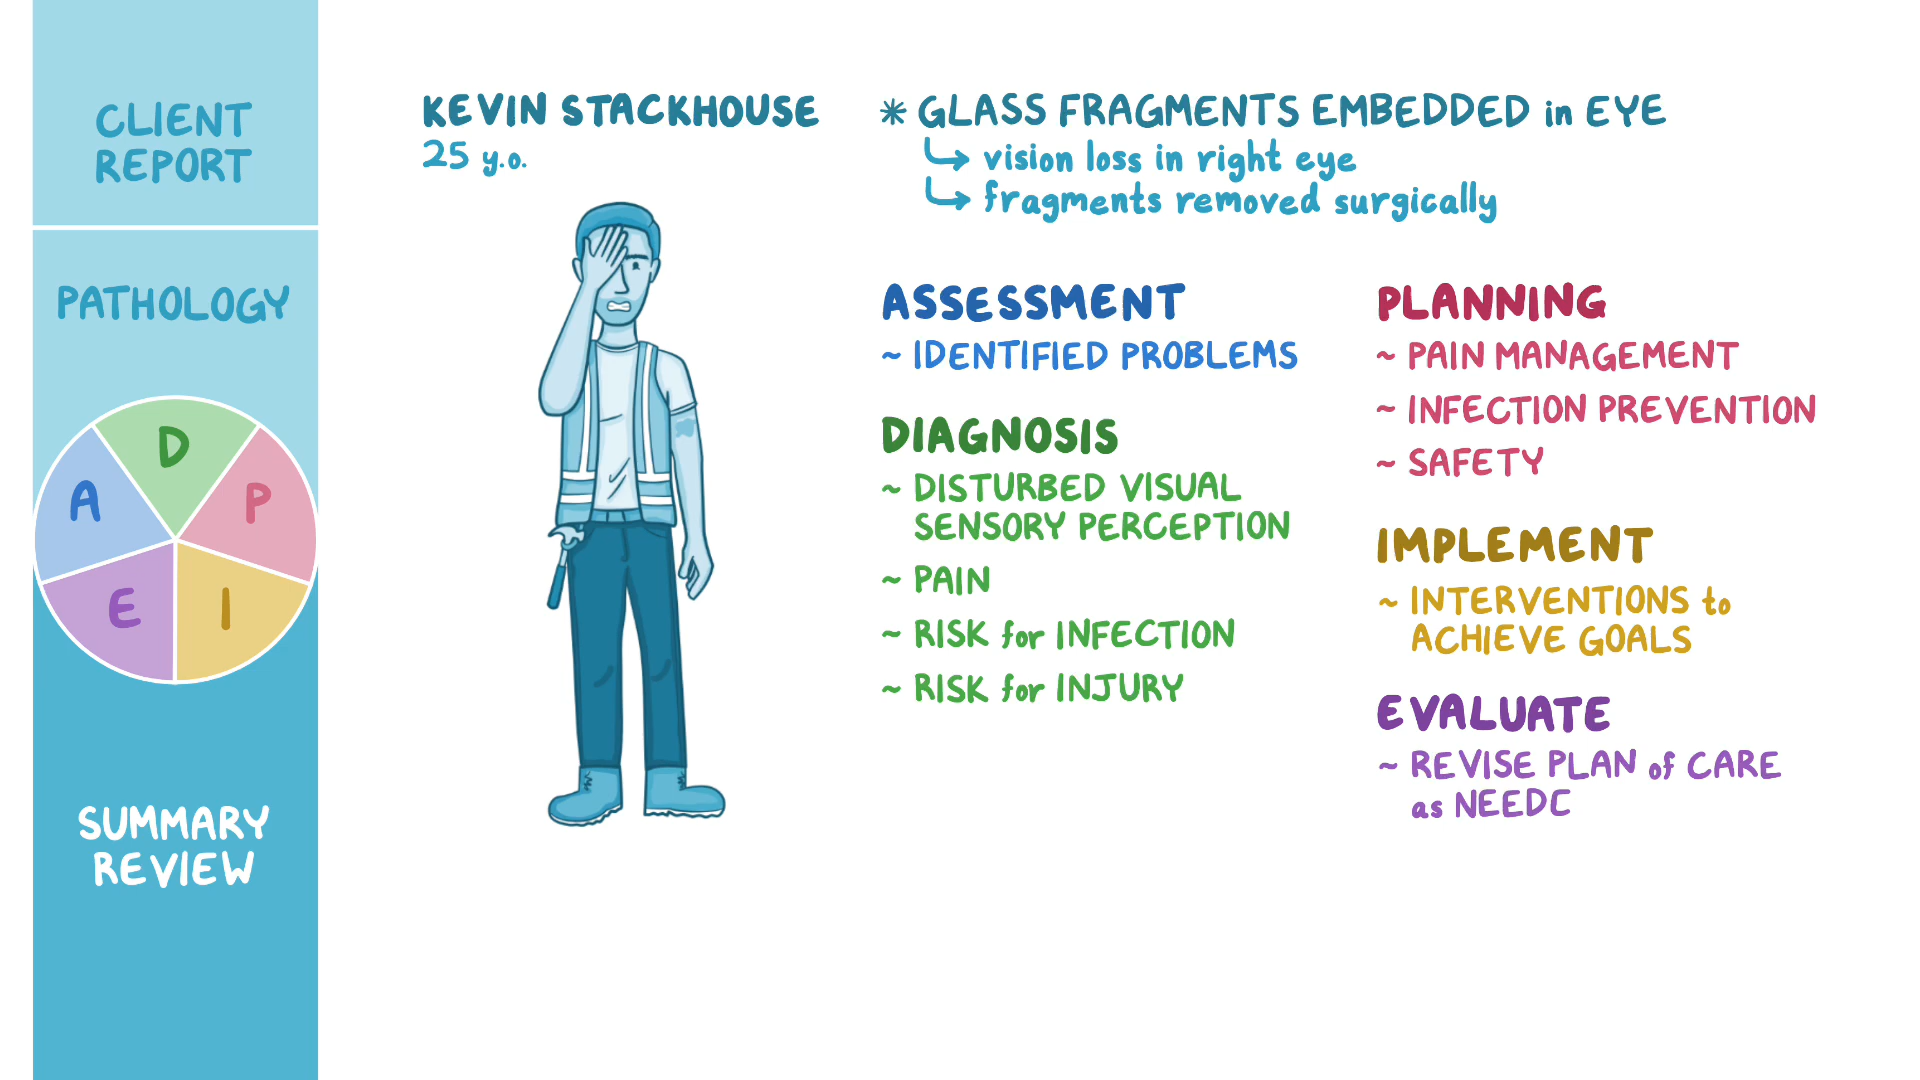 CLIENT
REPORT
PATHOLOGY
D
A
P
E
I
SUMMARY
REVIEW
KEVIN STACKHOUSE
25 y.o.
* GLASS FRAGMENTS EMBEDDED in EYE
↳ vision loss in right eye
↳ fragments removed surgically
ASSESSMENT
~ IDENTIFIED PROBLEMS
DIAGNOSIS
~ DISTURBED VISUAL
SENSORY PERCEPTION
~ PAIN
~ RISK for INFECTION
~ RISK for INJURY
PLANNING
~ PAIN MANAGEMENT
~ INFECTION PREVENTION
~ SAFETY
IMPLEMENT
~ INTERVENTIONS to
ACHIEVE GOALS
EVALUATE
~ REVISE PLAN of CARE
as NEEDC